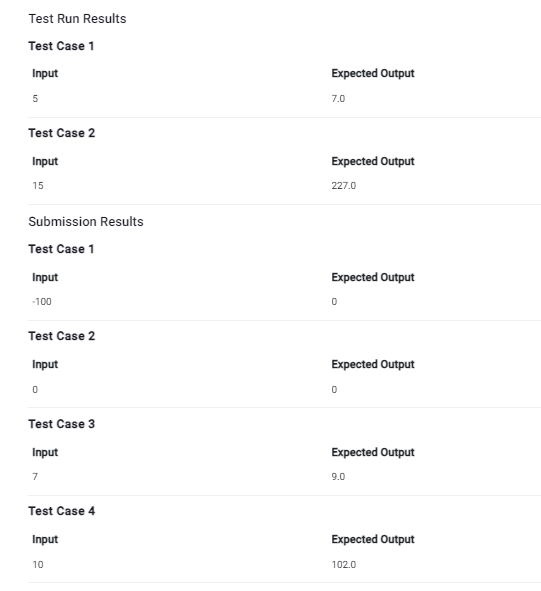 Test Run Results
Test Case 1
Input Expected Output
5 7.0
Test Case 2
Input Expected Output
15 227.0
Submission Results
Test Case 1
Input Expected Output
-100 0
Test Case 2
Input Expected Output
0 0
Test Case 3
Input Expected Output
7 9.0
Test Case 4
Input Expected Output
10 102.0